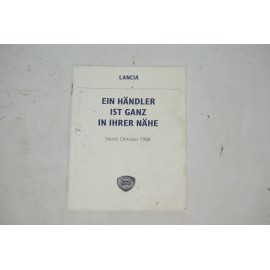 LANCIA
EIN HÄNDLER
IST GANZ
IN IHRER NÄHE
Stand: Oktober 1998